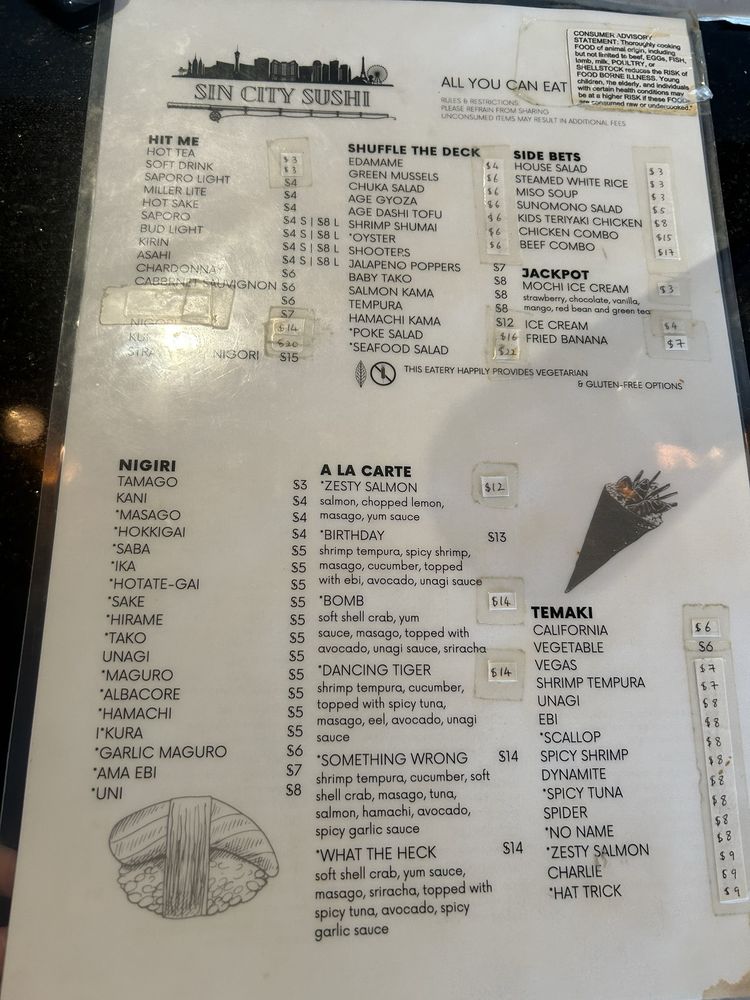 SIN CITY SUSHI
ALL YOU CAN EAT
RULES & RESTRICTIONS
PLEASE REFRAIN FROM SHARING
UNCONSUMED ITEMS MAY RESULT IN ADDITIONAL FEES
CONSUMER ADVISORY
STATEMENT: Thoroughly cooking
FOOD of animal origin, including
but not limited to beef, EGGs, FISH,
lamb, milk, POULTRY, or
SHELLSTOCK reduces the RISK of
FOOD BORNE ILLNESS. Young
children, the elderly, and individuals
with certain health conditions may
be at a higher RISK if these FOODs
are consumed raw or undercooked."
HIT ME
HOT TEA $3
SOFT DRINK $3
SAPORO LIGHT $4
MILLER LITE $4
HOT SAKE $4
SAPORO $4 S | $8 L
BUD LIGHT $4 S | $8 L
KIRIN $4 S | $8 L
ASAHI $4 S | $8 L
CHARDONNAY $6
CABERNET SAUVIGNON $6
$6
$7
$14
$20
NIGORI $15
SHUFFLE THE DECK
EDAMAME $4
GREEN MUSSELS $6
CHUKA SALAD $6
AGE GYOZA $6
AGE DASHI TOFU $6
SHRIMP SHUMAI $6
*OYSTER $6
SHOOTERS
JALAPENO POPPERS $7
BABY TAKO $8
SALMON KAMA $8
TEMPURA $8
HAMACHI KAMA $12
*POKE SALAD $16
*SEAFOOD SALAD $22
SIDE BETS
HOUSE SALAD $3
STEAMED WHITE RICE $3
MISO SOUP $3
SUNOMONO SALAD $5
KIDS TERIYAKI CHICKEN $8
CHICKEN COMBO $15
BEEF COMBO $17
JACKPOT
MOCHI ICE CREAM $3
strawberry, chocolate, vanilla,
mango, red bean and green tea
ICE CREAM $4
FRIED BANANA $7
THIS EATERY HAPPILY PROVIDES VEGETARIAN
& GLUTEN-FREE OPTIONS
NIGIRI
TAMAGO $3
KANI $4
*MASAGO $4
*HOKKIGAI $4
*SABA $5
*IKA $5
*HOTATE-GAI $5
*SAKE $5
*HIRAME $5
*TAKO $5
UNAGI $5
*MAGURO $5
*ALBACORE $5
*HAMACHI $5
I*KURA $5
*GARLIC MAGURO $6
*AMA EBI $7
*UNI $8
A LA CARTE
*ZESTY SALMON $12
salmon, chopped lemon,
masago, yum sauce
*BIRTHDAY $13
shrimp tempura, spicy shrimp,
masago, cucumber, topped
with ebi, avocado, unagi sauce
*BOMB $14
soft shell crab, yum
sauce, masago, topped with
avocado, unagi sauce, sriracha
*DANCING TIGER $14
shrimp tempura, cucumber,
topped with spicy tuna,
masago, eel, avocado, unagi
sauce
*SOMETHING WRONG $14
shrimp tempura, cucumber, soft
shell crab, masago, tuna,
salmon, hamachi, avocado,
spicy garlic sauce
*WHAT THE HECK $14
soft shell crab, yum sauce,
masago, sriracha, topped with
spicy tuna, avocado, spicy
garlic sauce
TEMAKI
CALIFORNIA $6
VEGETABLE $6
VEGAS $7
SHRIMP TEMPURA $7
UNAGI $8
EBI $8
*SCALLOP $8
SPICY SHRIMP $8
DYNAMITE $8
*SPICY TUNA $8
SPIDER $8
*NO NAME $8
*ZESTY SALMON $9
CHARLIE $9
*HAT TRICK $9